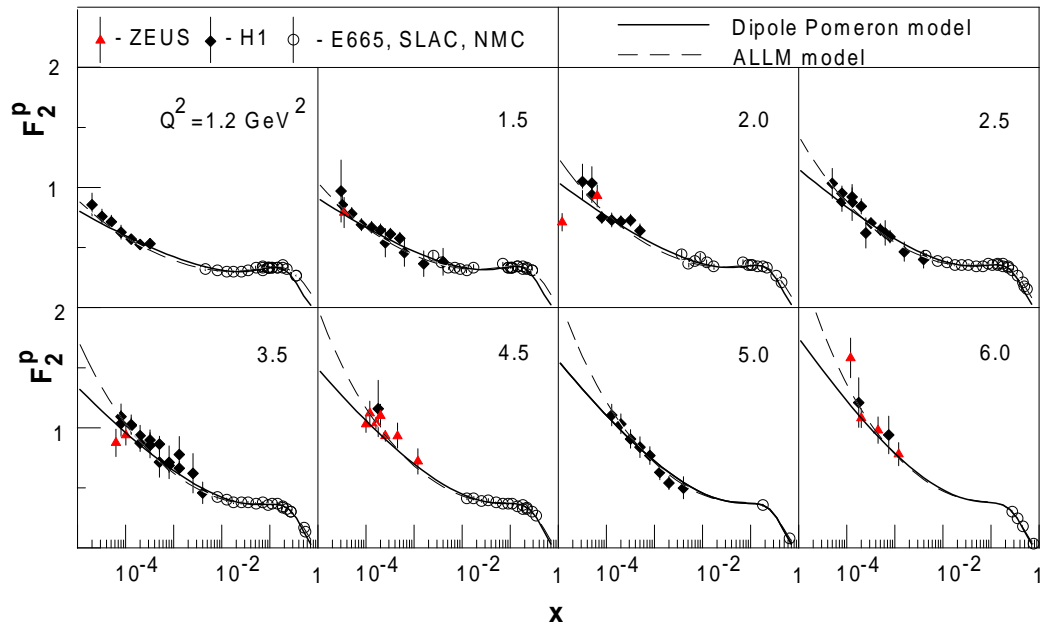 - ZEUS - H1 - E665, SLAC, NMC
Dipole Pomeron model
ALLM model
2
F₂ᵖ
Q² =1.2 GeV²
1.5
2.0
2.5
1
0
2
F₂ᵖ
3.5
4.5
5.0
6.0
1
0
10⁻⁴ 10⁻² 1 10⁻⁴ 10⁻² 1 10⁻⁴ 10⁻² 1 10⁻⁴ 10⁻² 1
x